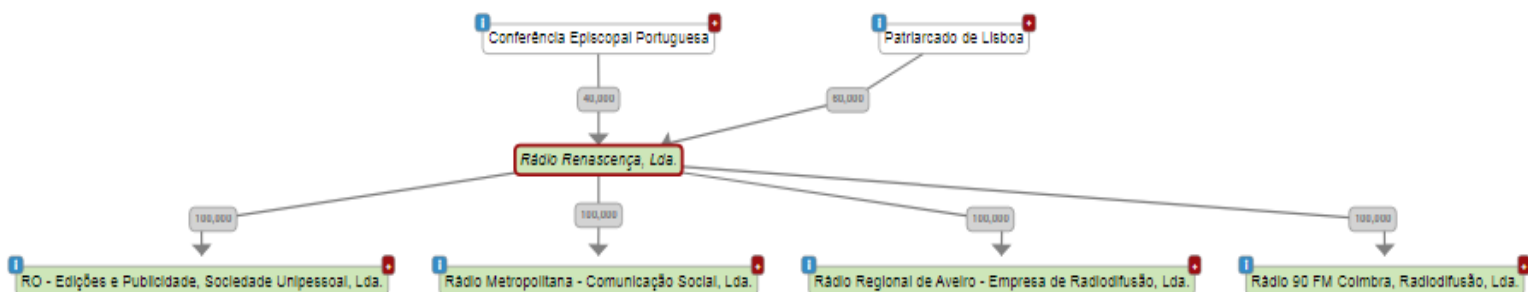 Conferência Episcopal Portuguesa
Patriarcado de Lisboa
40,000
60,000
Rádio Renascença, Lda.
100,000
100,000
100,000
100,000
RO - Edições e Publicidade, Sociedade Unipessoal, Lda.
Rádio Metropolitana - Comunicação Social, Lda.
Rádio Regional de Aveiro - Empresa de Radiodifusão, Lda.
Rádio 90 FM Coimbra, Radiodifusão, Lda.